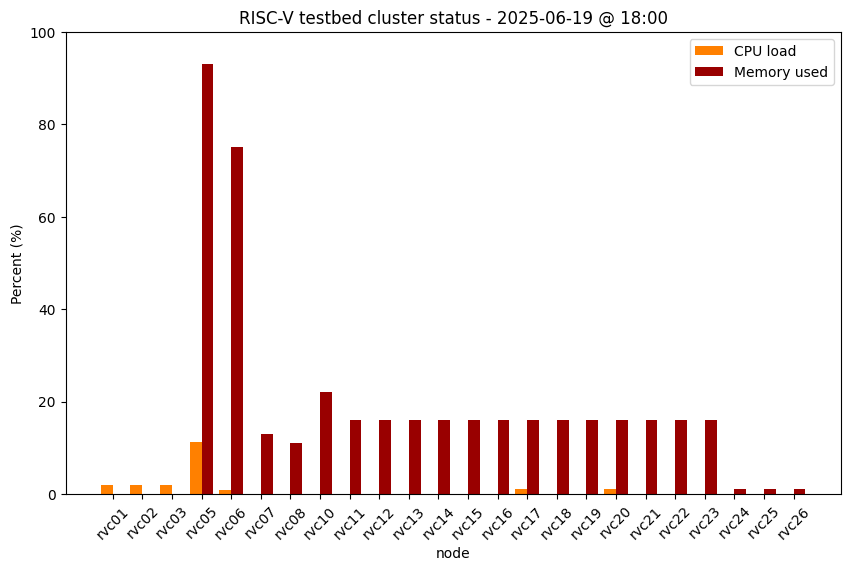 RISC-V testbed cluster status - 2025-06-19 @ 18:00
CPU load
Memory used
Percent (%)
100
80
60
40
20
0
rvc01 rvc02 rvc03 rvc05 rvc06 rvc07 rvc08 rvc10 rvc11 rvc12 rvc13 rvc14 rvc15 rvc16 rvc17 rvc18 rvc19 rvc20 rvc21 rvc22 rvc23 rvc24 rvc25 rvc26
node